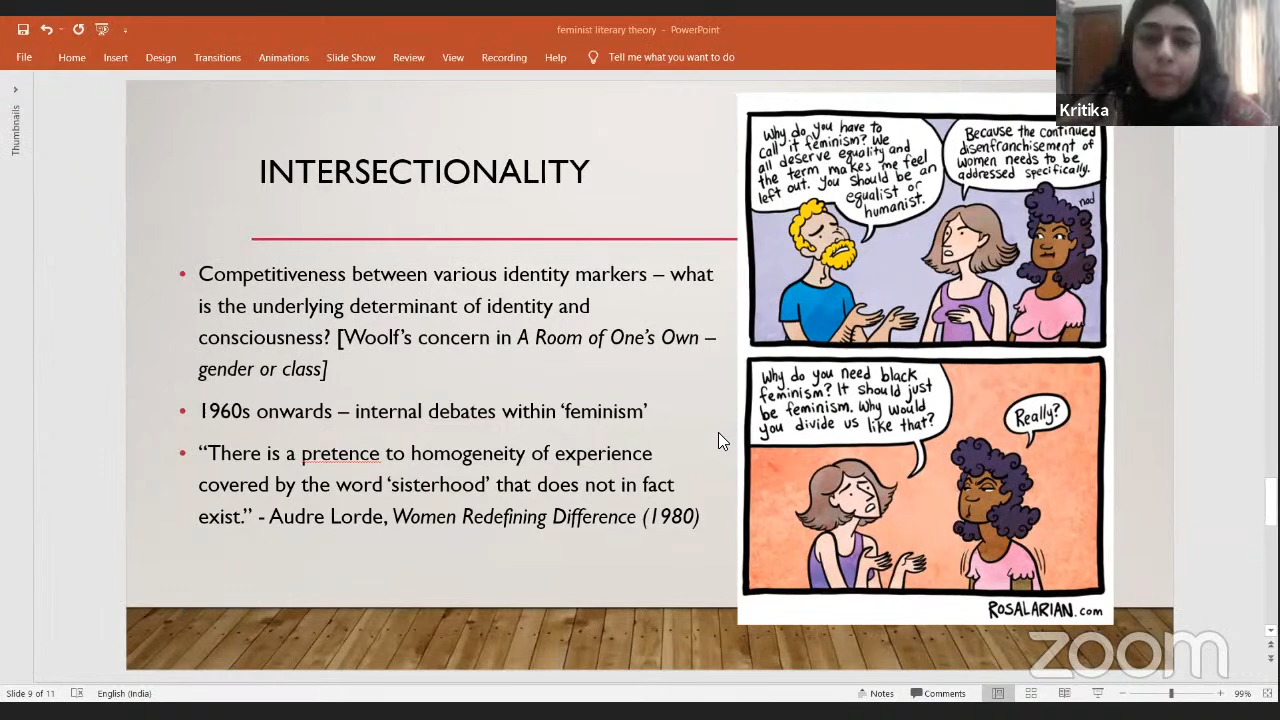 feminist literary theory - PowerPoint
File Home Insert Design Transitions Animations Slide Show Review View Recording Help Tell me what you want to do
Kritika
Thumbnails
INTERSECTIONALITY
• Competitiveness between various identity markers – what
is the underlying determinant of identity and
consciousness? [Woolf's concern in A Room of One's Own –
gender or class]
• 1960s onwards – internal debates within ‘feminism’
• “There is a pretence to homogeneity of experience
covered by the word ‘sisterhood’ that does not in fact
exist.” - Audre Lorde, Women Redefining Difference (1980)
Why do you have to
call it feminism? We
all deserve equality and
the term makes me feel
left out. You should be an
equalist or
humanist.
Because the continued
disenfranchisement of
women needs to be
addressed specifically.
nod
Why do you need black
feminism? It should just
be feminism. Why would
you divide us like that?
Really?
ROSALARIAN.com
zoom
Slide 9 of 11 English (India) Notes Comments 99%